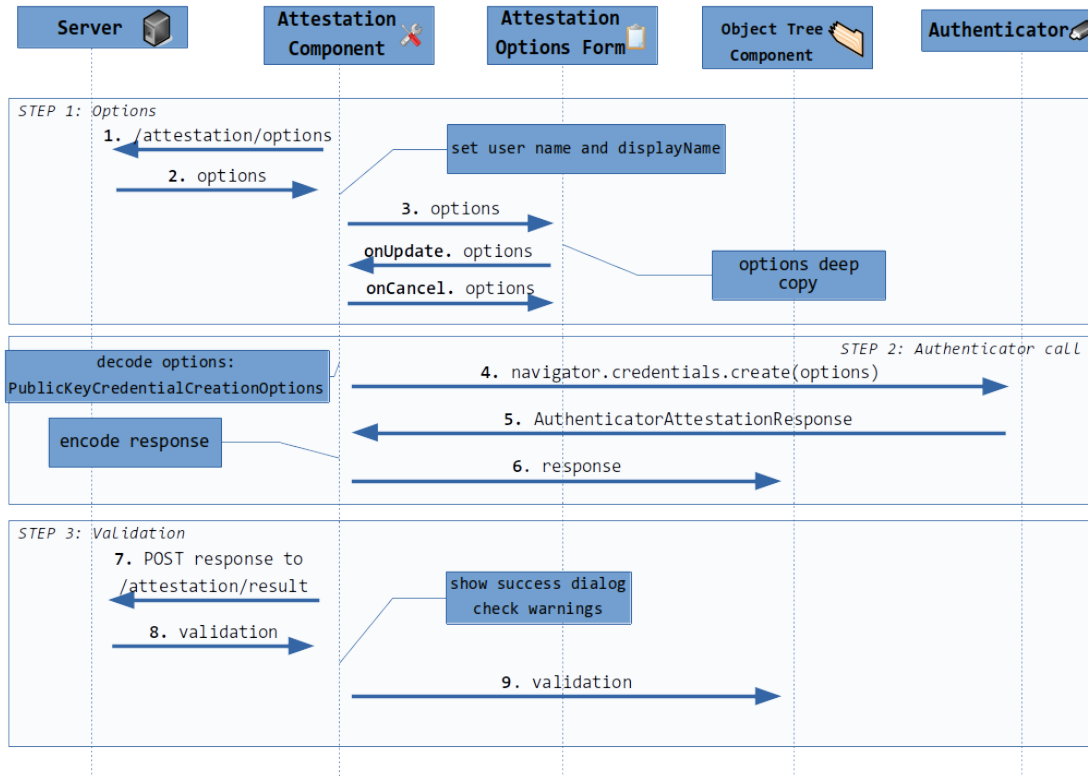 Server
Attestation
Component
Attestation
Options Form
Object Tree
Component
Authenticator
STEP 1: Options
1. /attestation/options
set user name and displayName
2. options
3. options
onUpdate. options
options deep
copy
onCancel. options
STEP 2: Authenticator call
decode options:
PublicKeyCredentialCreationOptions
4. navigator.credentials.create(options)
5. AuthenticatorAttestationResponse
encode response
6. response
STEP 3: Validation
7. POST response to
/attestation/result
show success dialog
check warnings
8. validation
9. validation